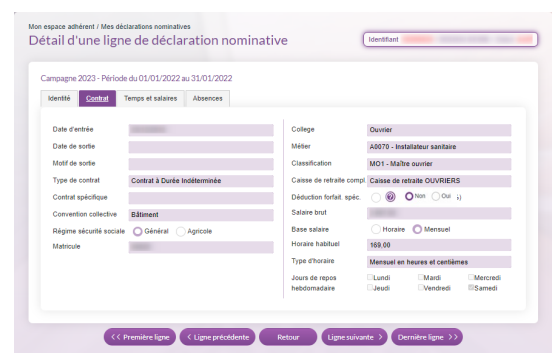 Mon espace adhérent / Mes déclarations nominatives
Détail d'une ligne de déclaration nominative
Identifiant
Campagne 2023 - Période du 01/01/2022 au 31/01/2022
Identité Contrat Temps et salaires Absences
Date d'entrée
Date de sortie
Motif de sortie
Type de contrat Contrat à Durée Indéterminée
Contrat spécifique
Convention collective Bâtiment
Régime sécurité sociale Général Agricole
Matricule
College Ouvrier
Métier A0070 - Installateur sanitaire
Classification MO1 - Maître ouvrier
Caisse de retraite compl Caisse de retraite OUVRIERS
Déduction forfait. spéc. ? Non Oui ;)
Salaire brut
Base salaire Horaire Mensuel
Horaire habituel 169,00
Type d'horaire Mensuel en heures et centièmes
Jours de repos Lundi Mardi Mercredi
hebdomadaire Jeudi Vendredi Samedi
<< Première ligne < Ligne précédente Retour Ligne suivante > Dernière ligne >>